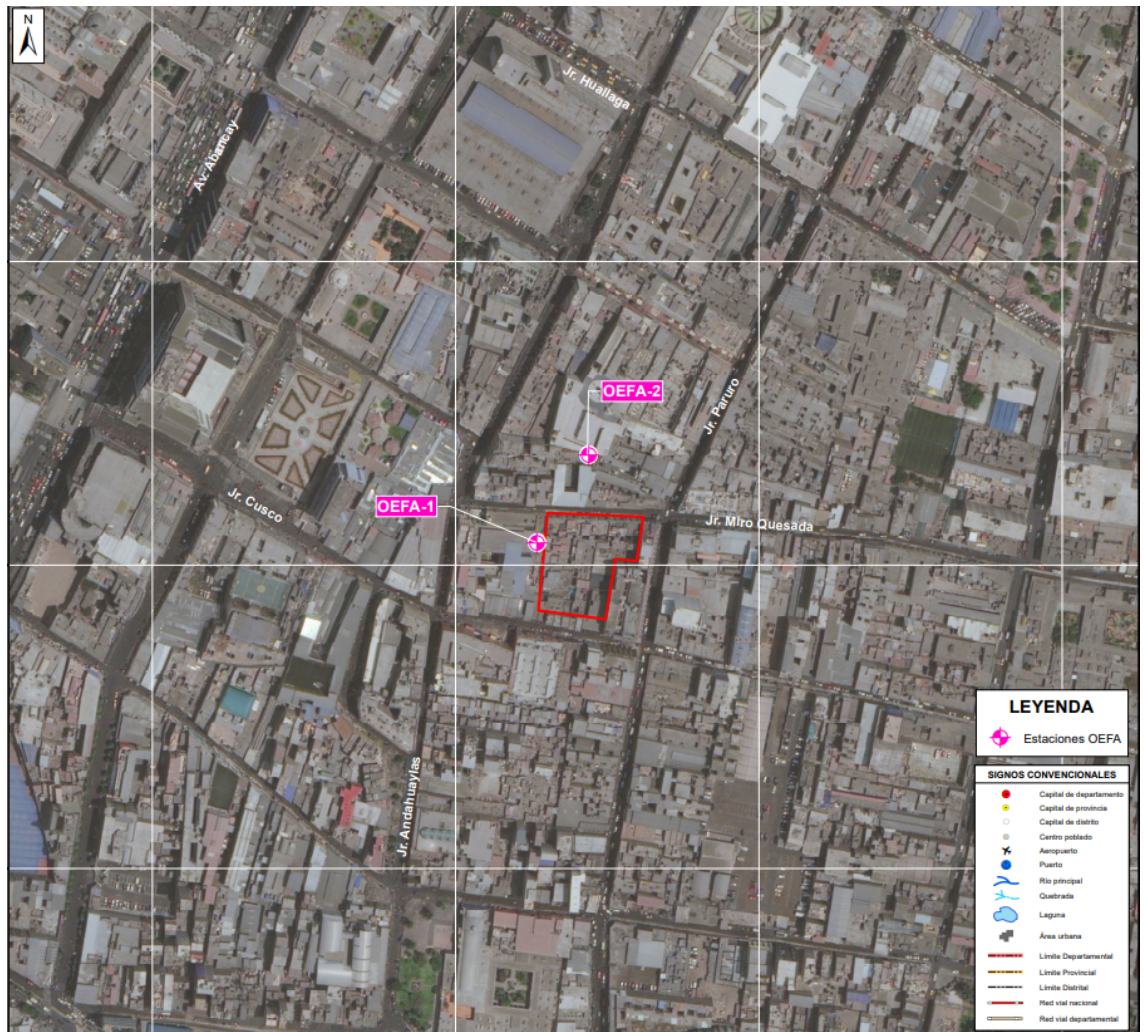 N
Jr. Huallaga
Av. Abancay
OEFA-2
Jr. Paruro
OEFA-1
Jr. Cusco
Jr. Miro Quesada
Jr. Andahuaylas
LEYENDA
Estaciones OEFA
SIGNOS CONVENCIONALES
Capital de departamento
Capital de provincia
Capital de distrito
Centro poblado
Aeropuerto
Puerto
Río principal
Quebrada
Laguna
Área urbana
Límite Departamental
Límite Provincial
Límite Distrital
Red vial nacional
Red vial departamental